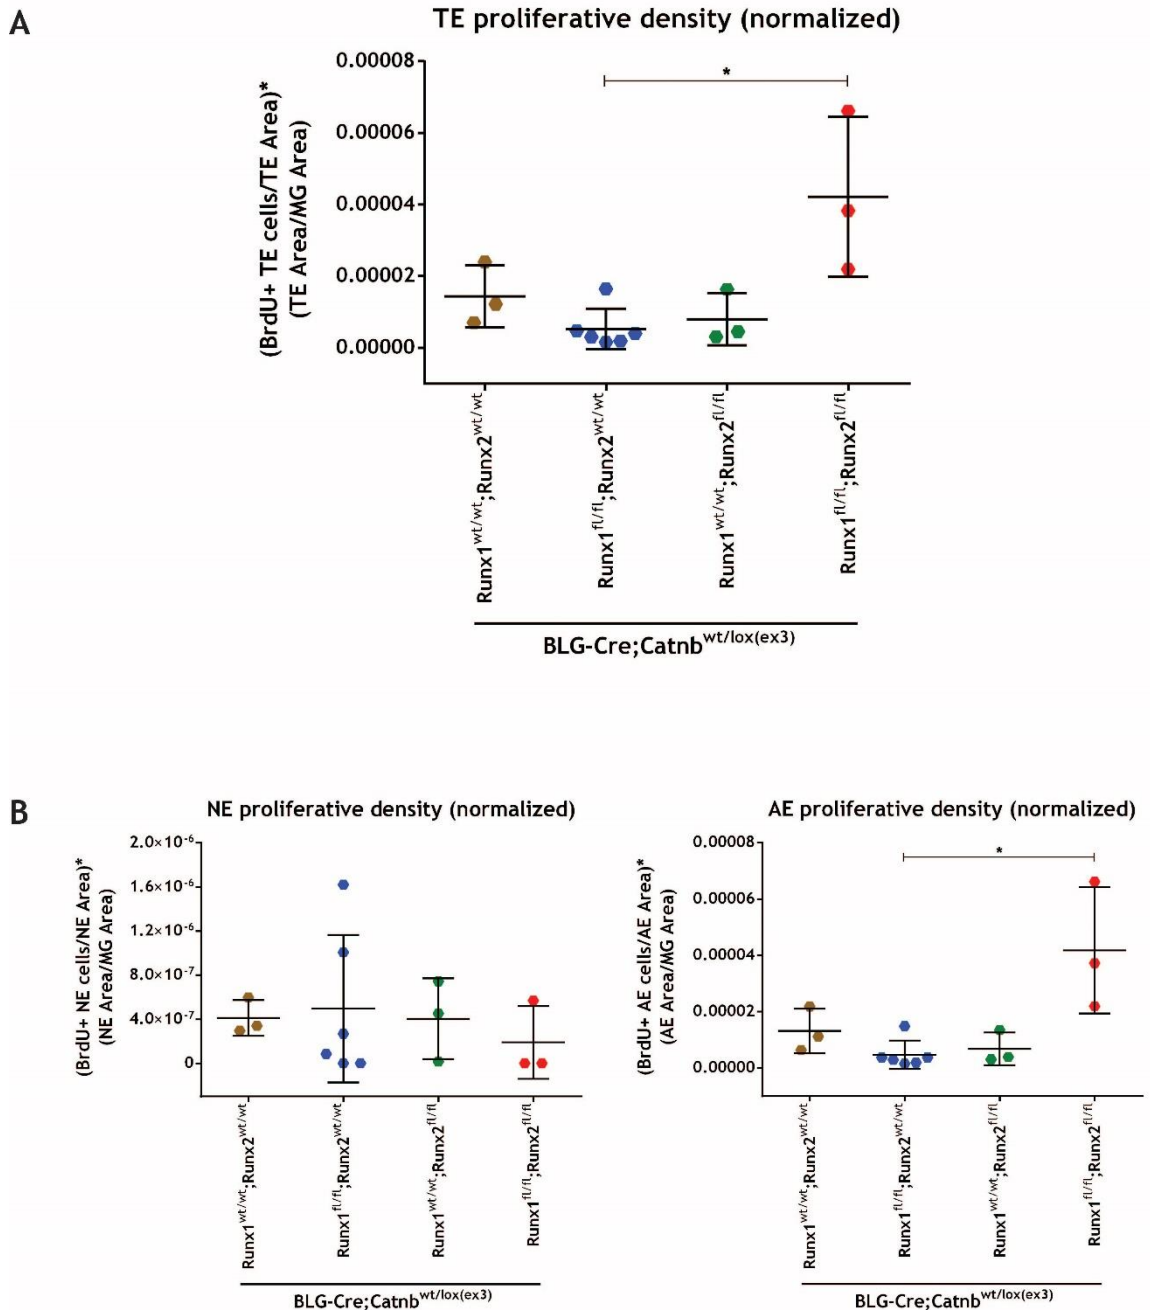 A
TE proliferative density (normalized)
(BrdU+ TE cells/TE Area)*
(TE Area/MG Area)
0.00008
0.00006
0.00004
0.00002
0.00000
*
Runx1wt/wt;Runx2wt/wt
Runx1fl/fl;Runx2wt/wt
Runx1wt/wt;Runx2fl/fl
Runx1fl/fl;Runx2fl/fl
BLG-Cre;Catnbwt/lox(ex3)
B
NE proliferative density (normalized)
(BrdU+ NE cells/NE Area)*
(NE Area/MG Area)
2.0×10-6
1.6×10-6
1.2×10-6
8.0×10-7
4.0×10-7
0
Runx1wt/wt;Runx2wt/wt
Runx1fl/fl;Runx2wt/wt
Runx1wt/wt;Runx2fl/fl
Runx1fl/fl;Runx2fl/fl
BLG-Cre;Catnbwt/lox(ex3)
AE proliferative density (normalized)
(BrdU+ AE cells/AE Area)*
(AE Area/MG Area)
0.00008
0.00006
0.00004
0.00002
0.00000
*
Runx1wt/wt;Runx2wt/wt
Runx1fl/fl;Runx2wt/wt
Runx1wt/wt;Runx2fl/fl
Runx1fl/fl;Runx2fl/fl
BLG-Cre;Catnbwt/lox(ex3)